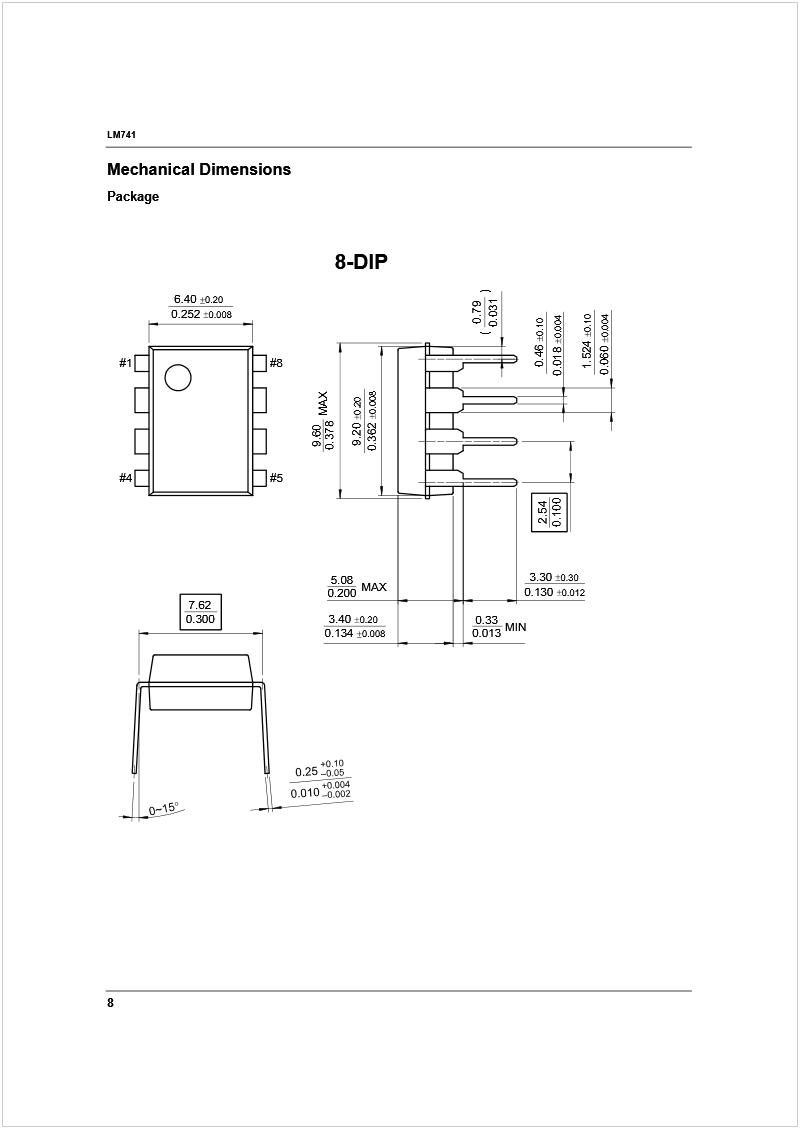 LM741
Mechanical Dimensions
Package
8-DIP
6.40 ±0.20
0.252 ±0.008
#1
#8
#4
#5
( 0.79 )
0.031
0.46 ±0.10
0.018 ±0.004
1.524 ±0.10
0.060 ±0.004
9.60 MAX
0.378
9.20 ±0.20
0.362 ±0.008
2.54
0.100
5.08 MAX
0.200
3.30 ±0.30
0.130 ±0.012
3.40 ±0.20
0.134 ±0.008
0.33 MIN
0.013
7.62
0.300
0.25 +0.10 –0.05
0.010 +0.004 –0.002
0~15°
8